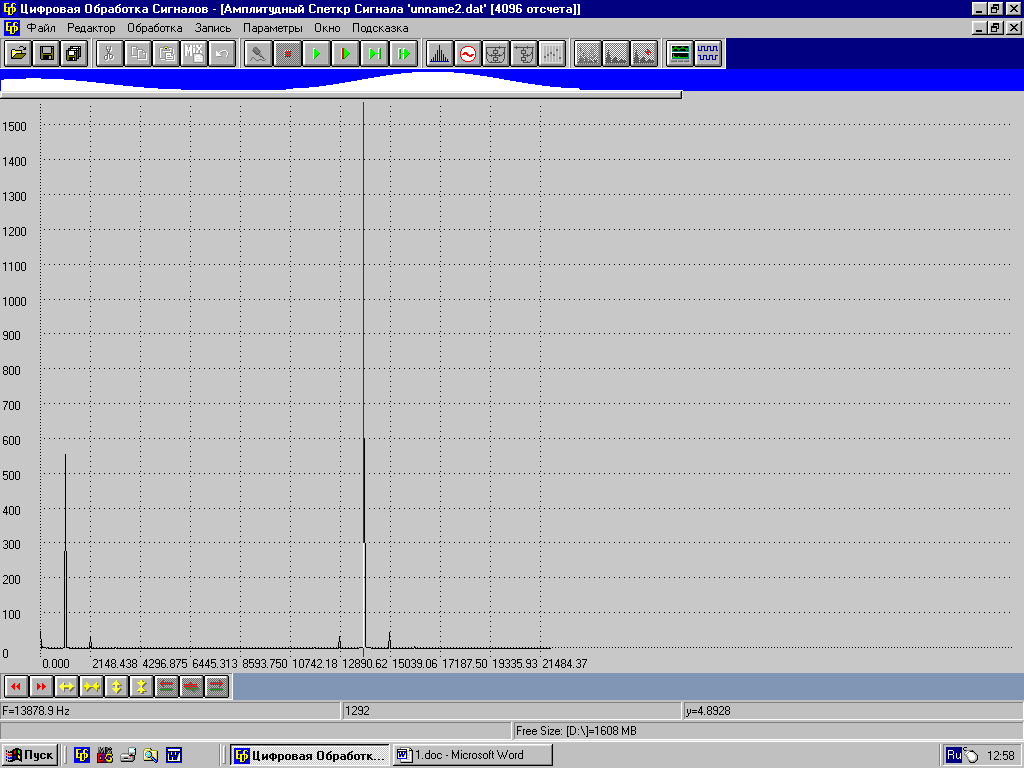 Цифровая Обработка Сигналов - [Амплитудный Спеткр Сигнала 'unname2.dat' [4096 отсчета]]
Файл Редактор Обработка Запись Параметры Окно Подсказка
1500
1400
1300
1200
1100
1000
900
800
700
600
500
400
300
200
100
0
0.000 2148.438 4296.875 6445.313 8593.750 10742.18 12890.62 15039.06 17187.50 19335.93 21484.37
F=13878.9 Hz 1292 y=4.8928
Free Size: [D:\]=1608 MB
Пуск Цифровая Обработк... 1.doc - Microsoft Word Ru 12:58